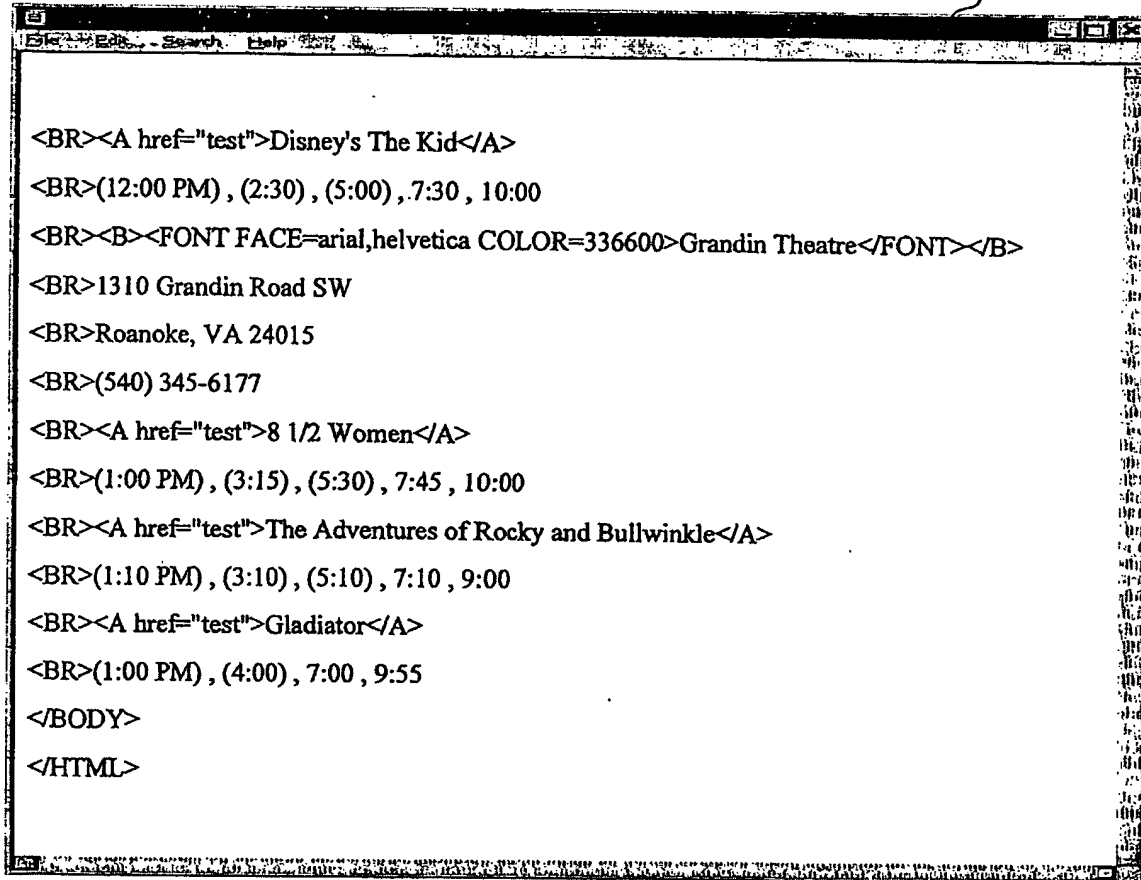 File Edit Search Help
<BR><A href="test">Disney's The Kid</A>
<BR>(12:00 PM) , (2:30) , (5:00) , 7:30 , 10:00
<BR><B><FONT FACE=arial,helvetica COLOR=336600>Grandin Theatre</FONT></B>
<BR>1310 Grandin Road SW
<BR>Roanoke, VA 24015
<BR>(540) 345-6177
<BR><A href="test">8 1/2 Women</A>
<BR>(1:00 PM) , (3:15) , (5:30) , 7:45 , 10:00
<BR><A href="test">The Adventures of Rocky and Bullwinkle</A>
<BR>(1:10 PM) , (3:10) , (5:10) , 7:10 , 9:00
<BR><A href="test">Gladiator</A>
<BR>(1:00 PM) , (4:00) , 7:00 , 9:55
</BODY>
</HTML>